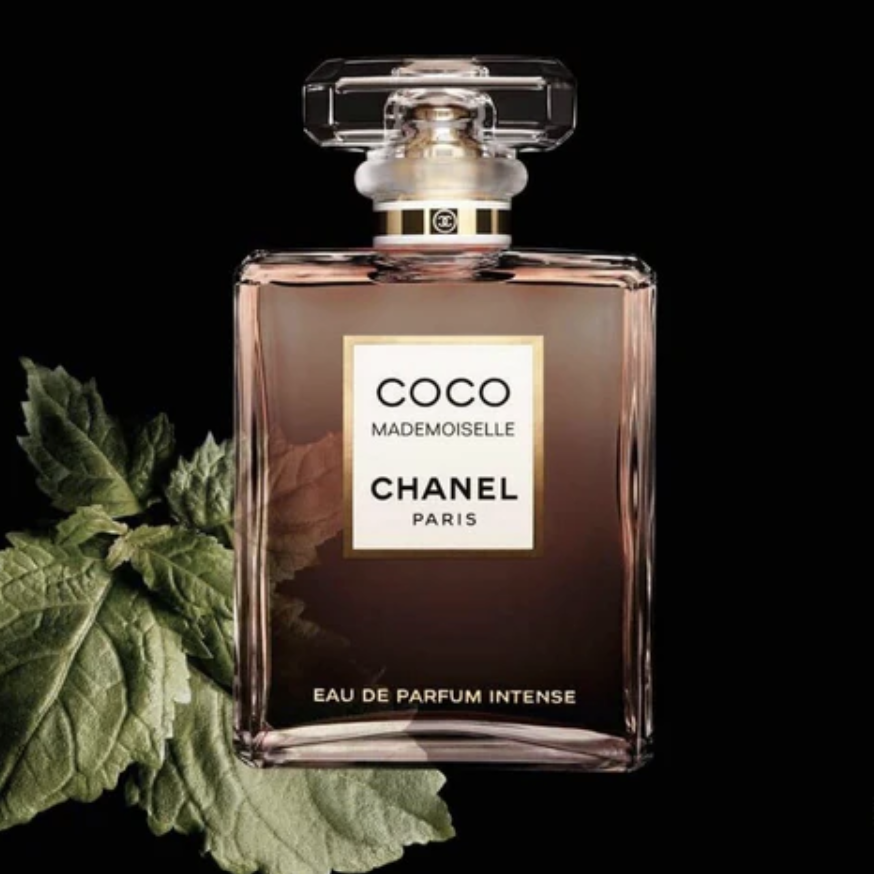 COCO
MADEMOISELLE
CHANEL
PARIS
EAU DE PARFUM INTENSE